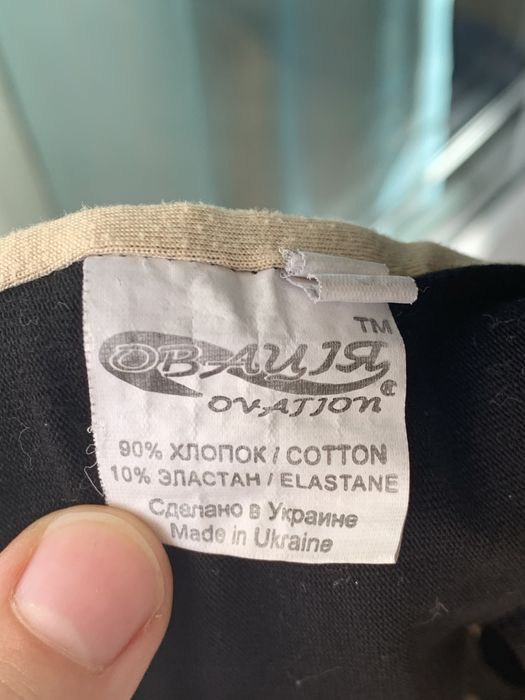 TM
ОВАЦІЯ
OVATION
90% ХЛОПОК / COTTON
10% ЭЛАСТАН / ELASTANE
Сделано в Украине
Made in Ukraine